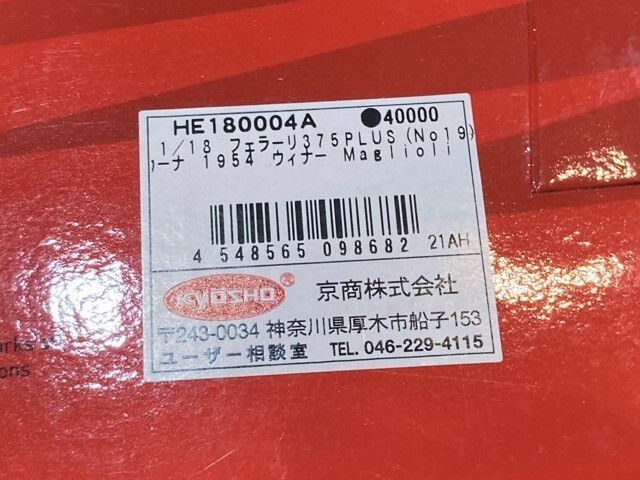 HE180004A ●40000
1/18 フェラーリ375PLUS(No19)
ーナ 1954 ウィナー Maglioli
4 548565 098682 21AH
KYOSHO® 京商株式会社
〒243-0034 神奈川県厚木市船子153
ユーザー相談室 TEL. 046-229-4115
ons